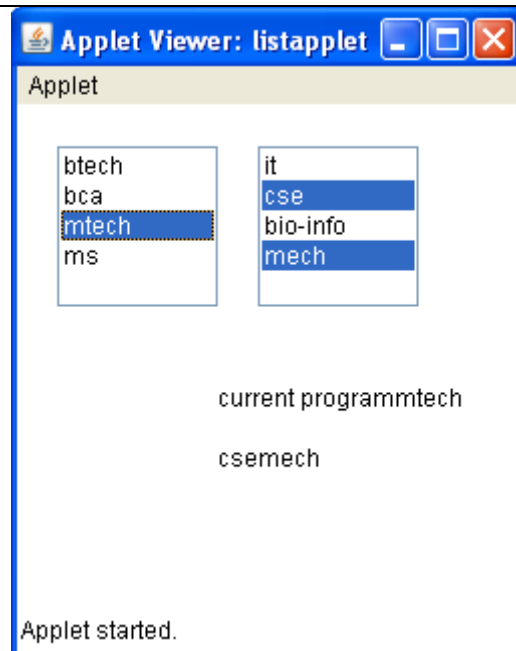 Applet Viewer: listapplet
Applet
btech
bca
mtech
ms
it
cse
bio-info
mech
current programmtech
csemech
Applet started.